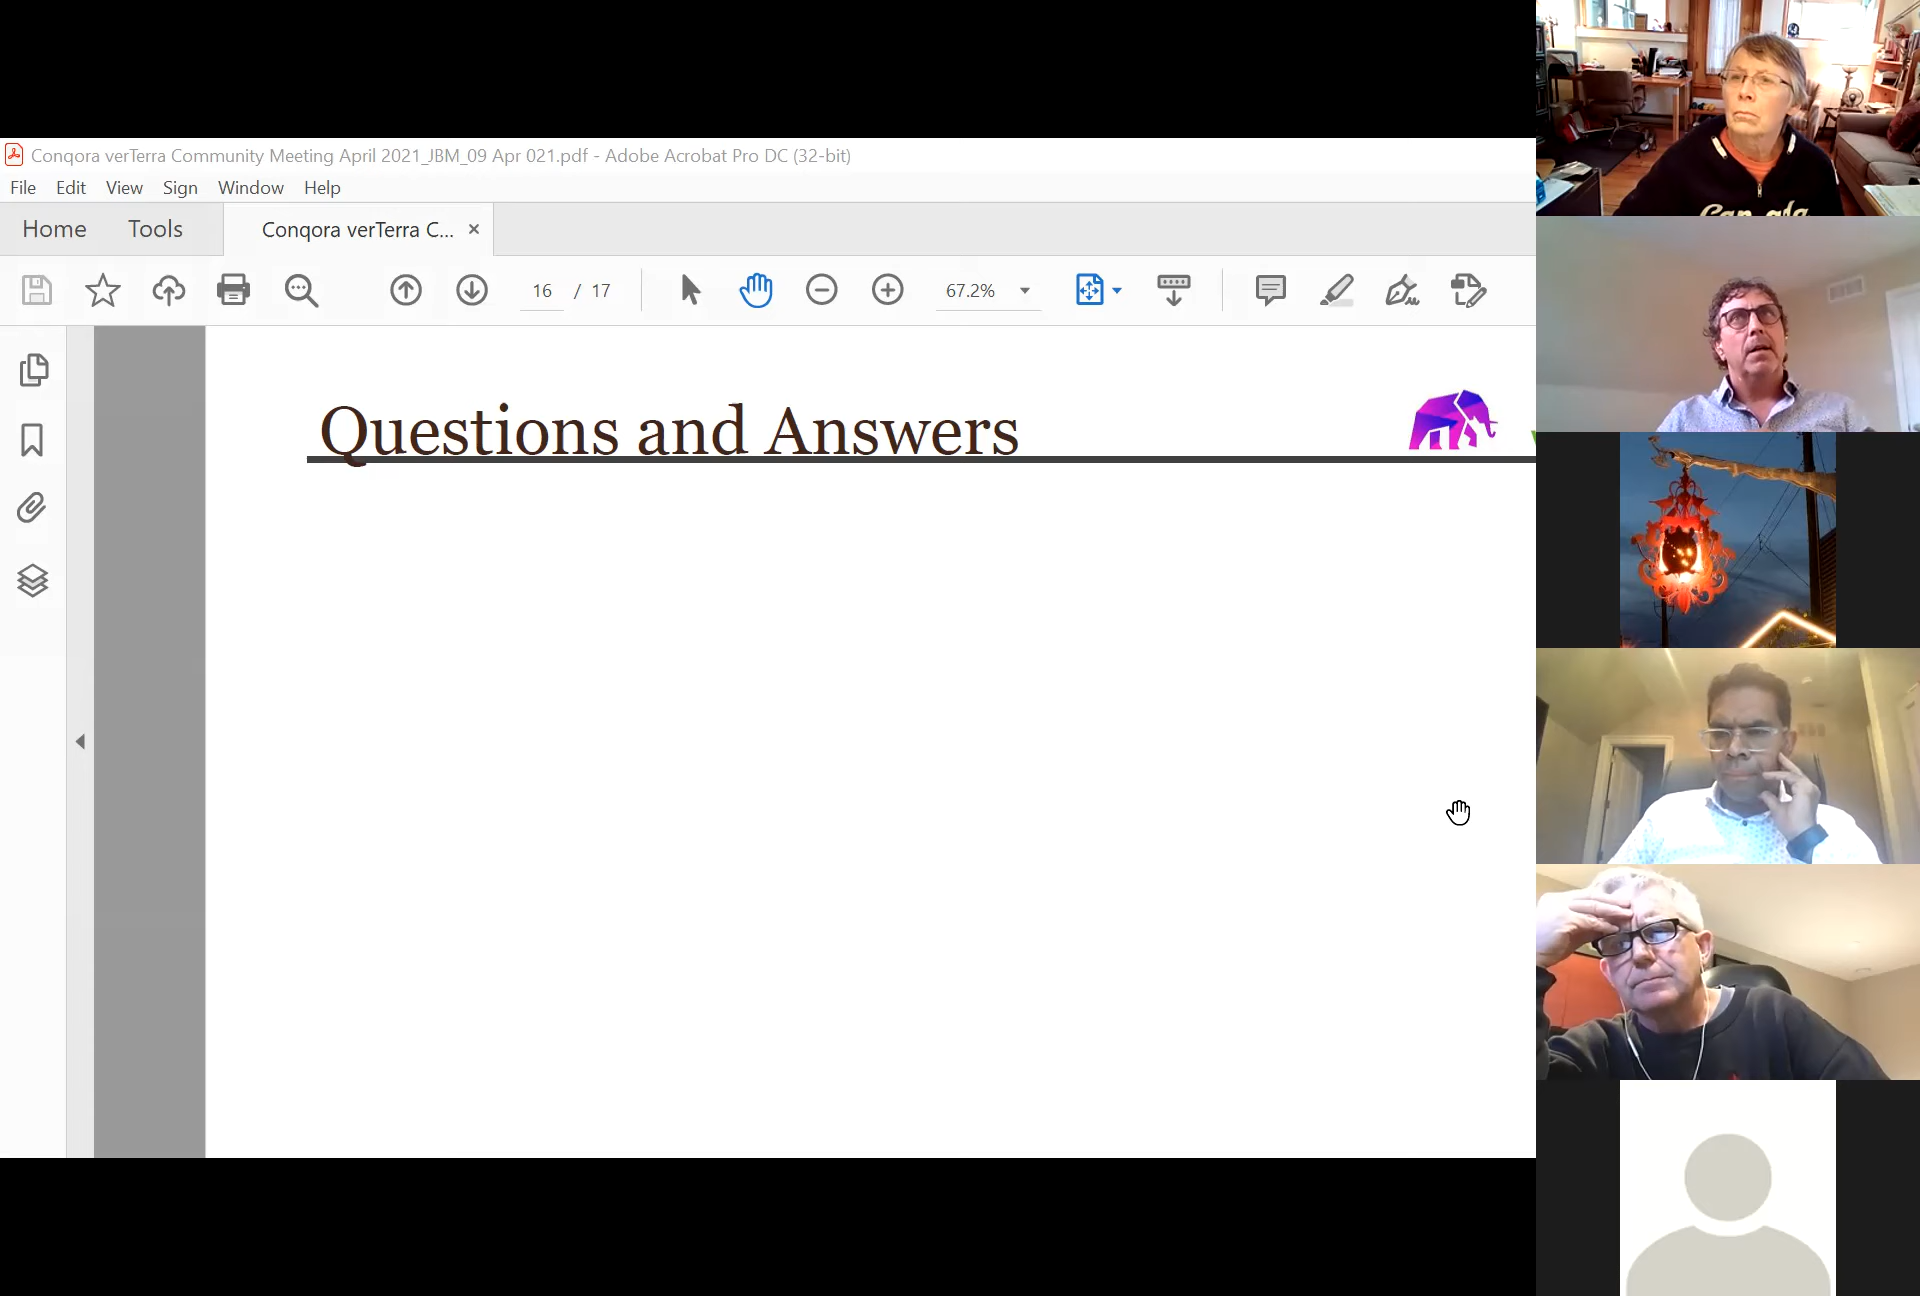 Conqora verTerra Community Meeting April 2021_JBM_09 Apr 021.pdf - Adobe Acrobat Pro DC (32-bit)
File Edit View Sign Window Help
Home Tools Conqora verTerra C... ×
16 / 17 67.2%
Questions and Answers